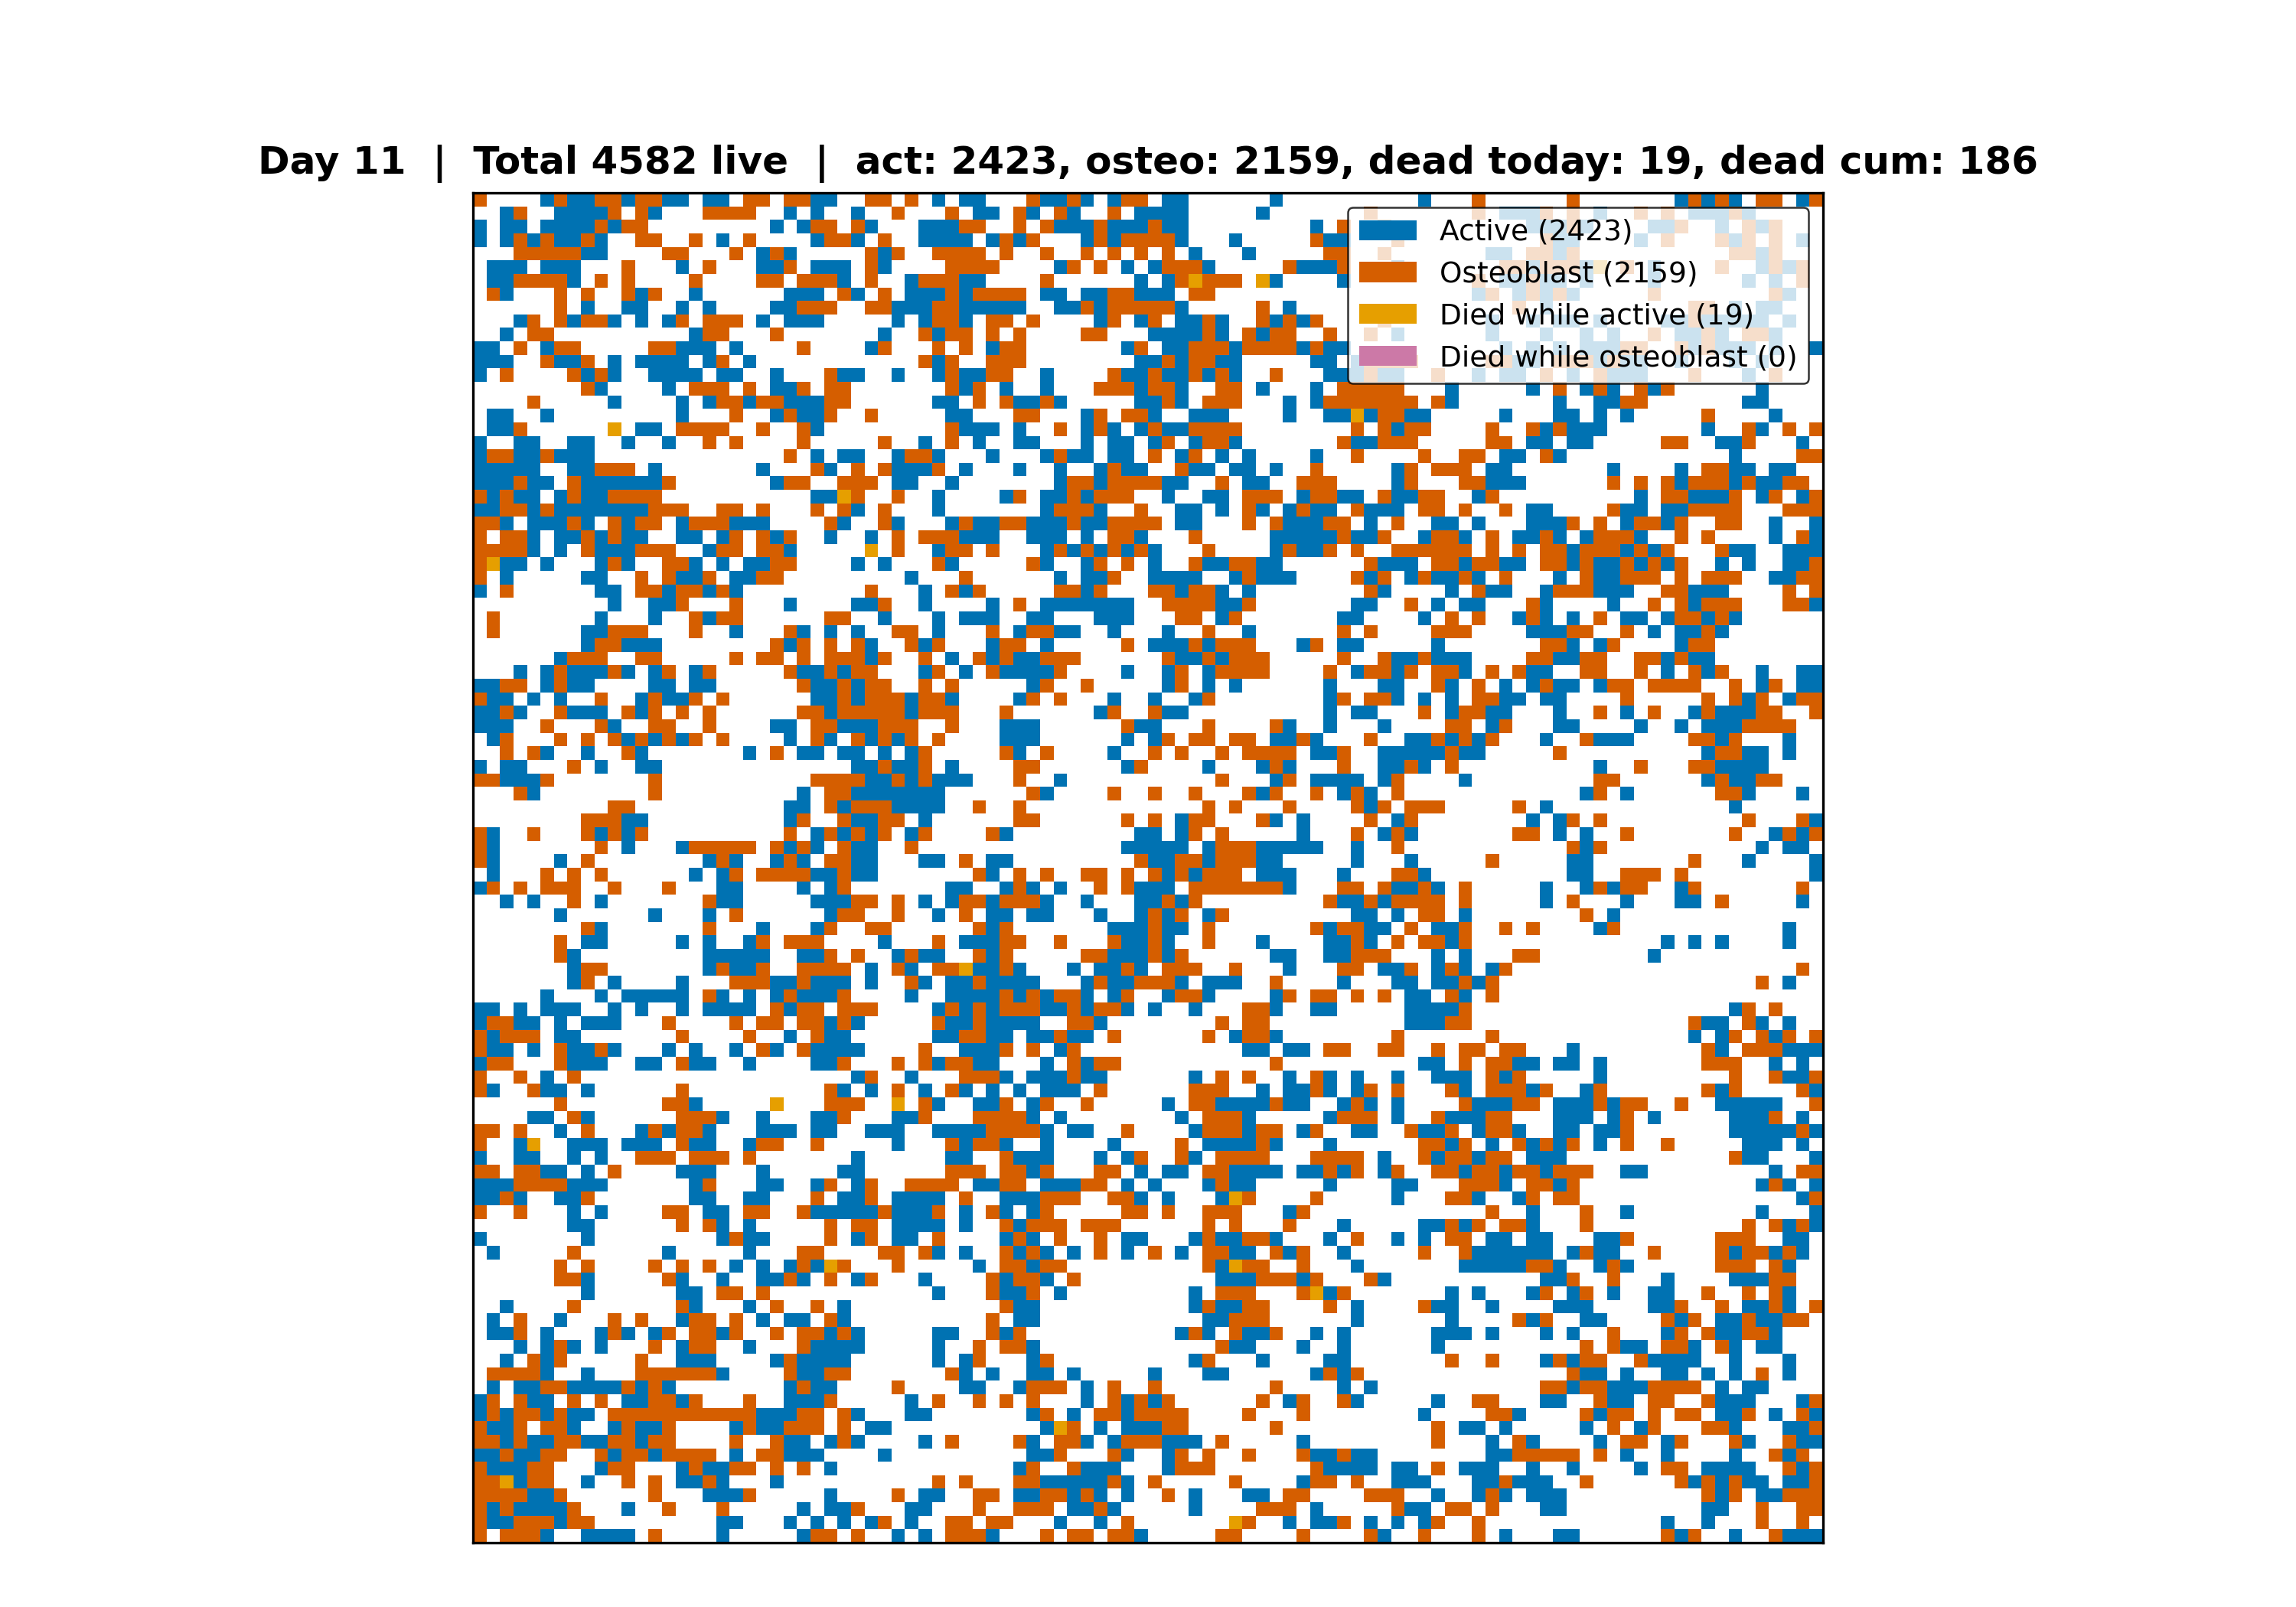 Day 11 | Total 4582 live | act: 2423, osteo: 2159, dead today: 19, dead cum: 186
Active (2423)
Osteoblast (2159)
Died while active (19)
Died while osteoblast (0)